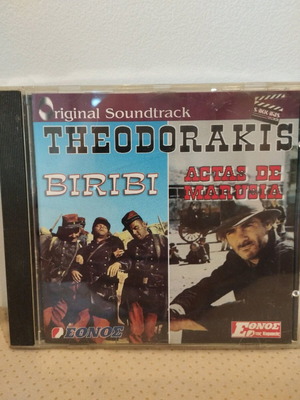 Original Soundtrack
THEODORAKIS
BIRIBI
ACTAS DE
MARUSIA
ΕΘΝΟΣ
ΕΘΝΟΣ